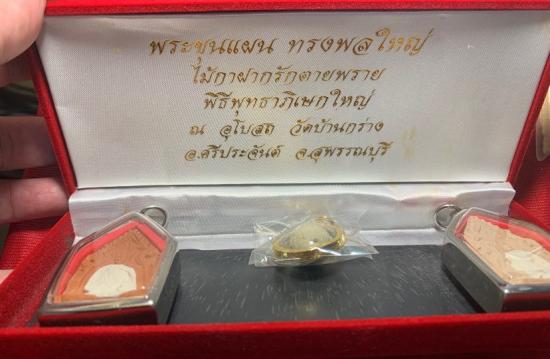 พระขุนแผน ทรงพลใหญ่
ไม้กาฝากรักตายพราย
พิธีพุทธาภิเษกใหญ่
ณ อุโบสถ วัดบ้านกร่าง
อ.ศรีประจันต์ จ.สุพรรณบุรี